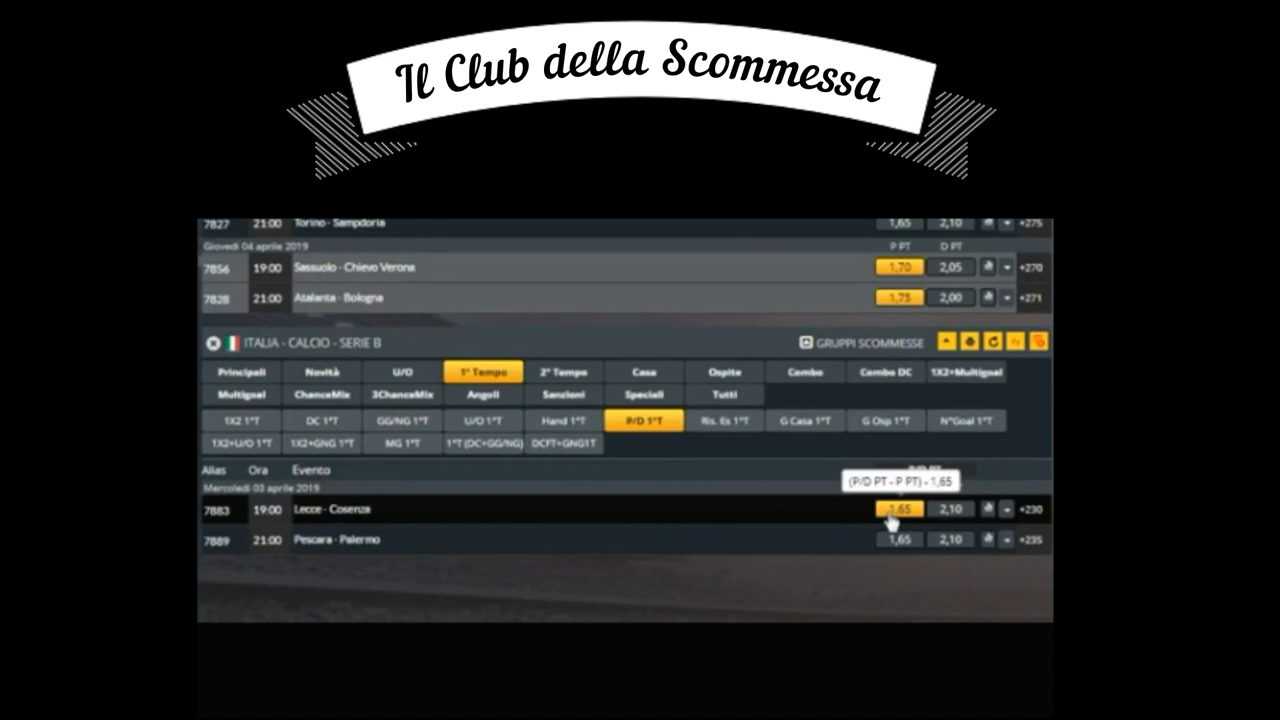 Il Club della Scommessa
7827 21:00 Torino - Sampdoria 1,65 2,10 +275
Giovedì 04 aprile 2019 P PT D PT
7856 19:00 Sassuolo - Chievo Verona 1,70 2,05 +270
7828 21:00 Atalanta - Bologna 1,75 2,00 +271
ITALIA - CALCIO - SERIE B GRUPPI SCOMMESSE
Principali Novità U/O 1° Tempo 2° Tempo Casa Ospite Combo Combo DC 1X2+Multigoal
Multigoal ChanceMix 3ChanceMix Angoli Sanzioni Speciali Tutti
1X2 1°T DC 1°T GG/NG 1°T U/O 1°T Hand 1°T P/D 1°T Ris. Es 1°T G Casa 1°T G Osp 1°T N°Goal 1°T
1X2+U/O 1°T 1X2+GNG 1°T MG 1°T 1°T (DC+GG/NG) DCFT+GNG1T
Alias Ora Evento
(P/D PT - P PT) - 1,65
Mercoledì 03 aprile 2019
7883 19:00 Lecce - Cosenza 1,65 2,10 +230
7889 21:00 Pescara - Palermo 1,65 2,10 +235